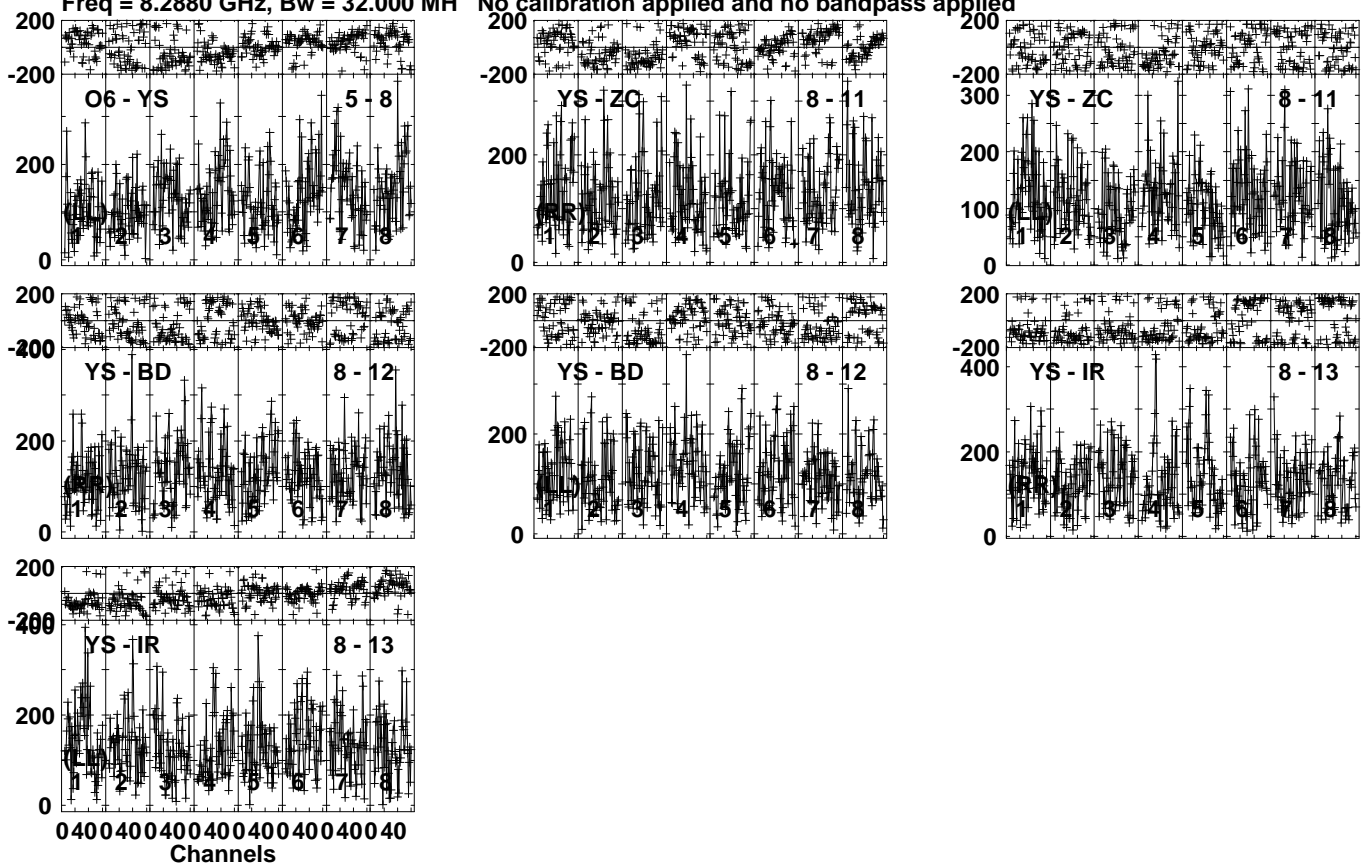 Freq = 8.2880 GHz, Bw = 32.000 MH No calibration applied and no bandpass applied
200
-200
O6 - YS 5 - 8
200
(LL)
1 2 3 4 5 6 7 8
0
200
-200
YS - ZC 8 - 11
200
(RR)
1 2 3 4 5 6 7 8
0
200
-200
300
YS - ZC 8 - 11
200
100
(LL)
1 2 3 4 5 6 7 8
0
200
-200
400
YS - BD 8 - 12
200
(RR)
1 2 3 4 5 6 7 8
0
200
-200
YS - BD 8 - 12
200
(LL)
1 2 3 4 5 6 7 8
0
200
-200
400
YS - IR 8 - 13
200
(RR)
1 2 3 4 5 6 7 8
0
200
-200
400
YS - IR 8 - 13
200
(LL)
1 2 3 4 5 6 7 8
0
0 40 0 40 0 40 0 40 0 40 0 40 0 40 0 40
Channels